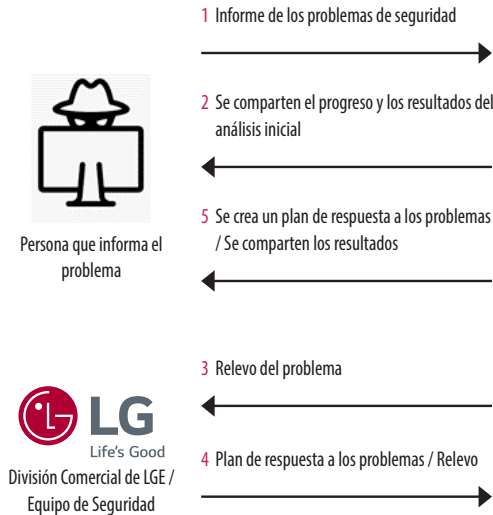 1 Informe de los problemas de seguridad
2 Se comparten el progreso y los resultados del
análisis inicial
5 Se crea un plan de respuesta a los problemas
/ Se comparten los resultados
Persona que informa el
problema
3 Relevo del problema
LG
Life's Good
4 Plan de respuesta a los problemas / Relevo
División Comercial de LGE /
Equipo de Seguridad